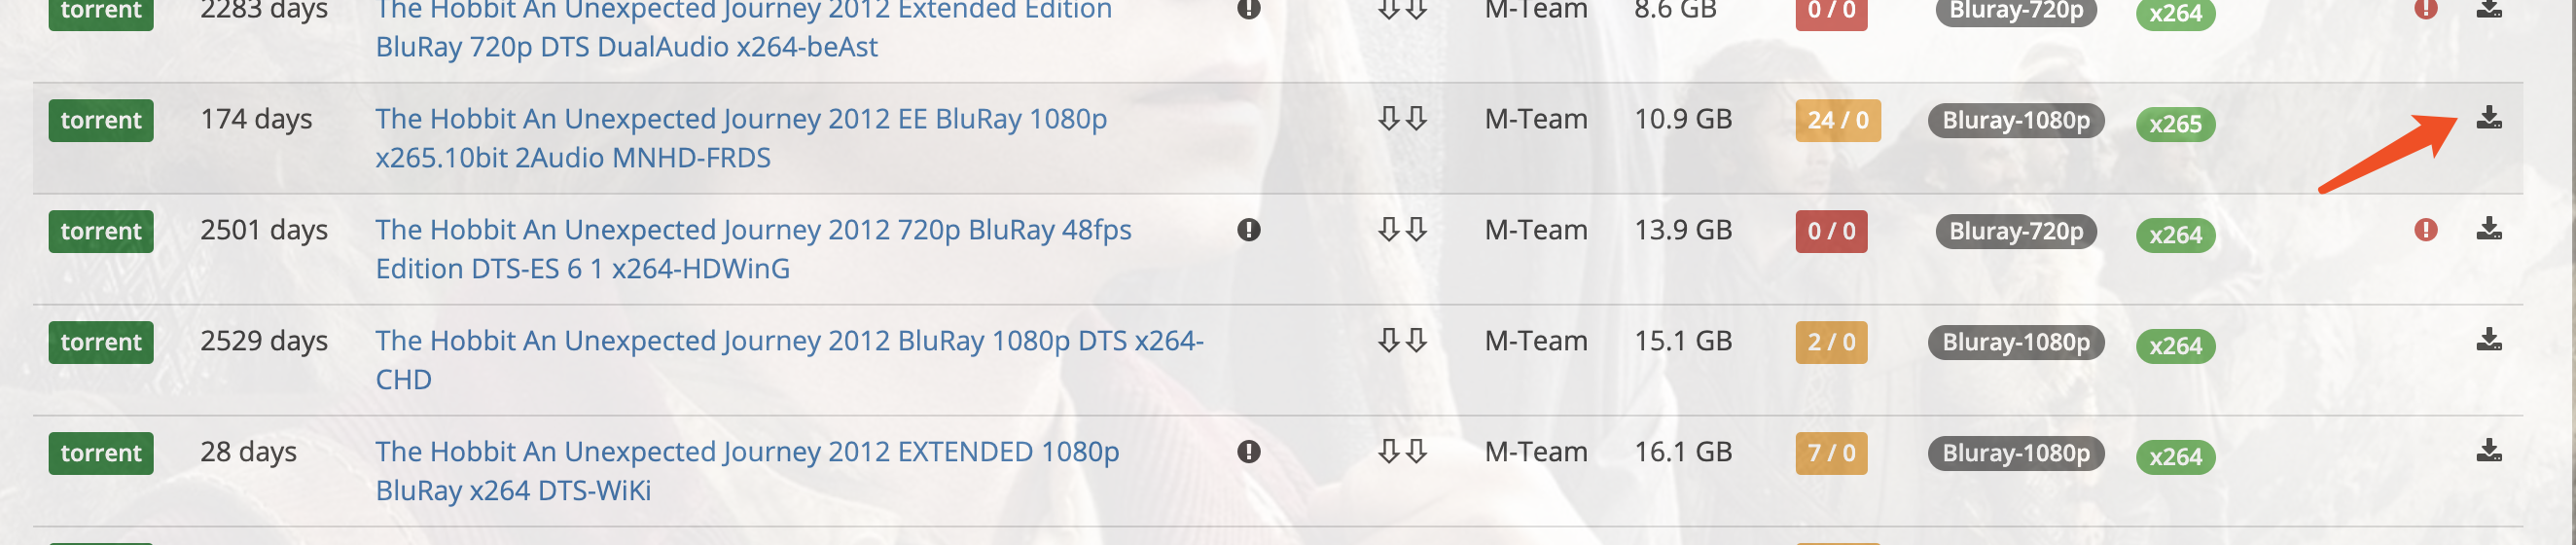 torrent 2283 days The Hobbit An Unexpected Journey 2012 Extended Edition M-Team 8.6 GB 0 / 0 Bluray-720p x264
BluRay 720p DTS DualAudio x264-beAst
torrent 174 days The Hobbit An Unexpected Journey 2012 EE BluRay 1080p M-Team 10.9 GB 24 / 0 Bluray-1080p x265
x265.10bit 2Audio MNHD-FRDS
torrent 2501 days The Hobbit An Unexpected Journey 2012 720p BluRay 48fps M-Team 13.9 GB 0 / 0 Bluray-720p x264
Edition DTS-ES 6 1 x264-HDWinG
torrent 2529 days The Hobbit An Unexpected Journey 2012 BluRay 1080p DTS x264- M-Team 15.1 GB 2 / 0 Bluray-1080p x264
CHD
torrent 28 days The Hobbit An Unexpected Journey 2012 EXTENDED 1080p M-Team 16.1 GB 7 / 0 Bluray-1080p x264
BluRay x264 DTS-WiKi